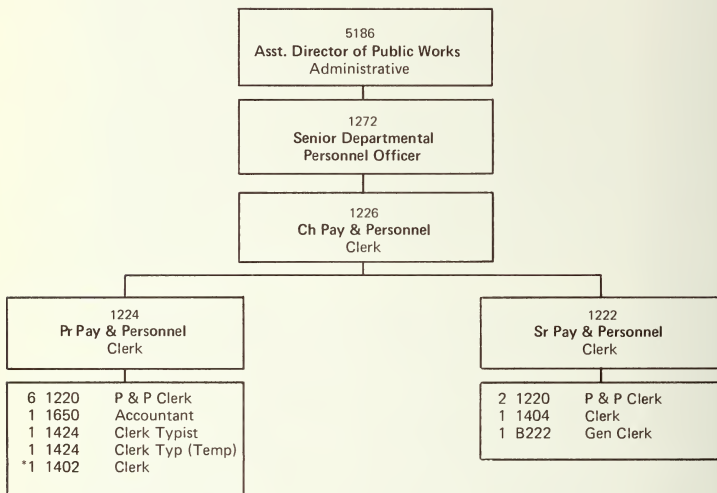 5186
Asst. Director of Public Works
Administrative
1272
Senior Departmental
Personnel Officer
1226
Ch Pay & Personnel
Clerk
1224
Pr Pay & Personnel
Clerk
6 1220 P & P Clerk
1 1650 Accountant
1 1424 Clerk Typist
1 1424 Clerk Typ (Temp)
*1 1402 Clerk
1222
Sr Pay & Personnel
Clerk
2 1220 P & P Clerk
1 1404 Clerk
1 B222 Gen Clerk